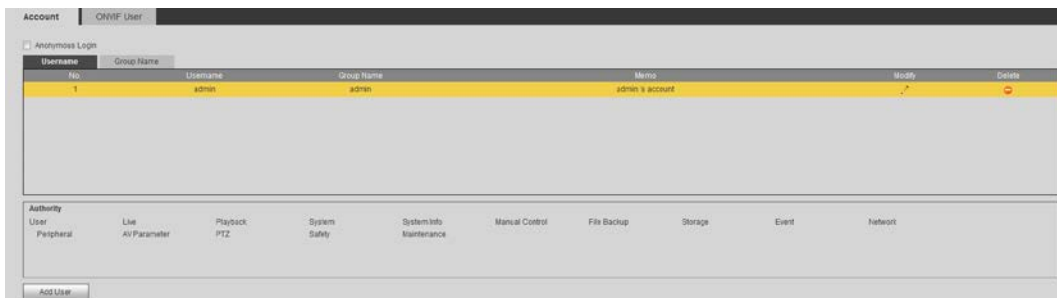 Account ONVIF User
Anonymous Login
Username Group Name
No. Username Group Name Memo Modify Delete
1 admin admin admin 's account
Authority
User Live Playback System System Info Manual Control File Backup Storage Event Network
Peripheral AV Parameter PTZ Safety Maintenance
Add User